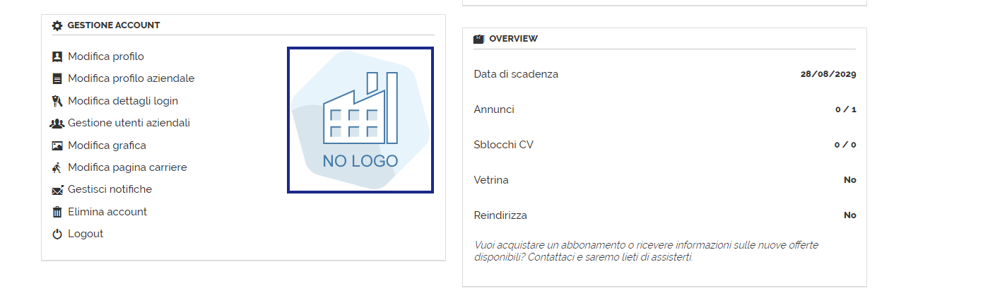 GESTIONE ACCOUNT
Modifica profilo
Modifica profilo aziendale
Modifica dettagli login
Gestione utenti aziendali
Modifica grafica
Modifica pagina carriere
Gestisci notifiche
Elimina account
Logout
NO LOGO
OVERVIEW
Data di scadenza 28/08/2029
Annunci 0 / 1
Sblocchi CV 0 / 0
Vetrina No
Reindirizza No
Vuoi acquistare un abbonamento o ricevere informazioni sulle nuove offerte
disponibili? Contattaci e saremo lieti di assisterti.